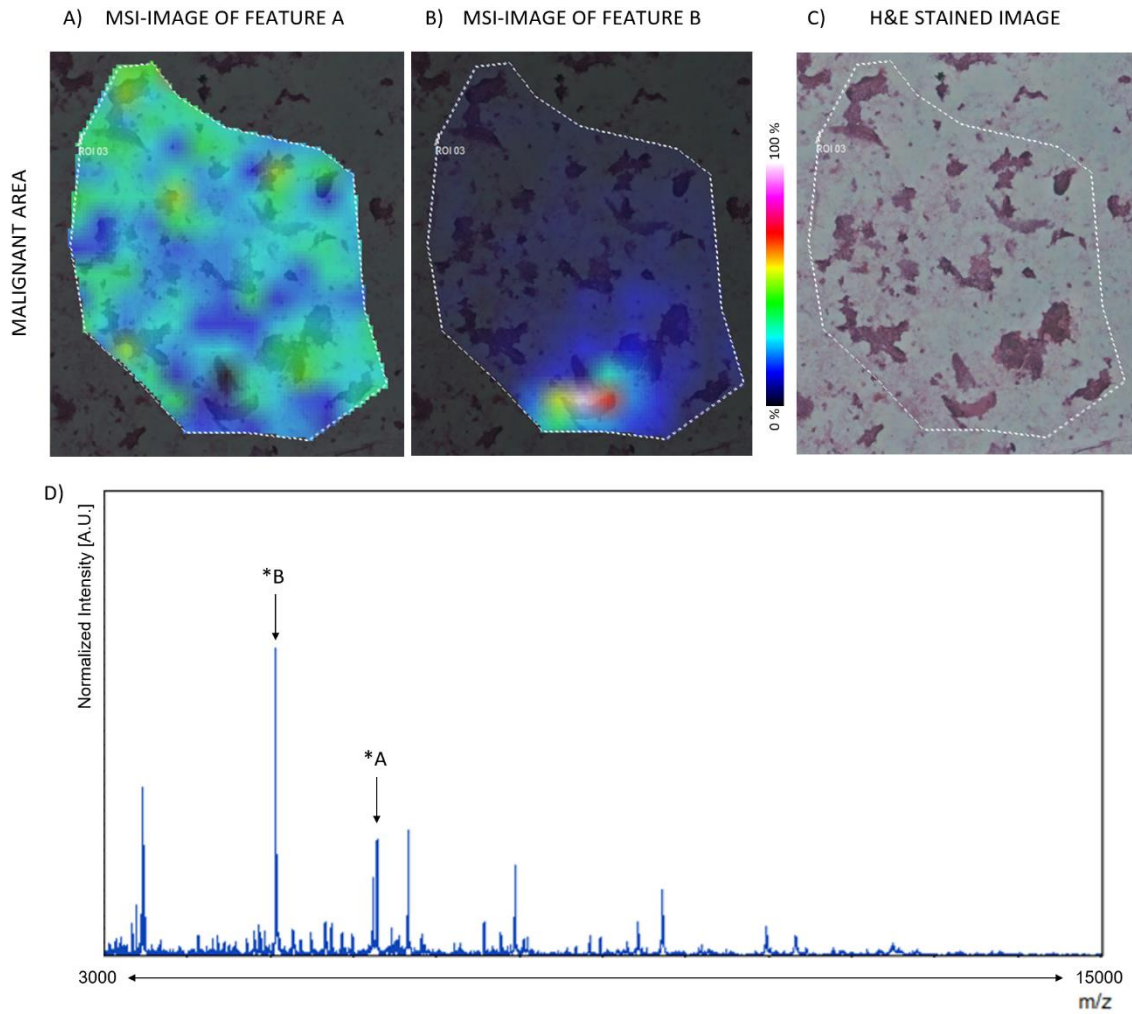 A) MSI-IMAGE OF FEATURE A
B) MSI-IMAGE OF FEATURE B
C) H&E STAINED IMAGE
MALIGNANT AREA
ROI 03
ROI 03
100 %
0 %
ROI 03
D)
Normalized Intensity [A.U.]
*B
*A
3000
15000
m/z